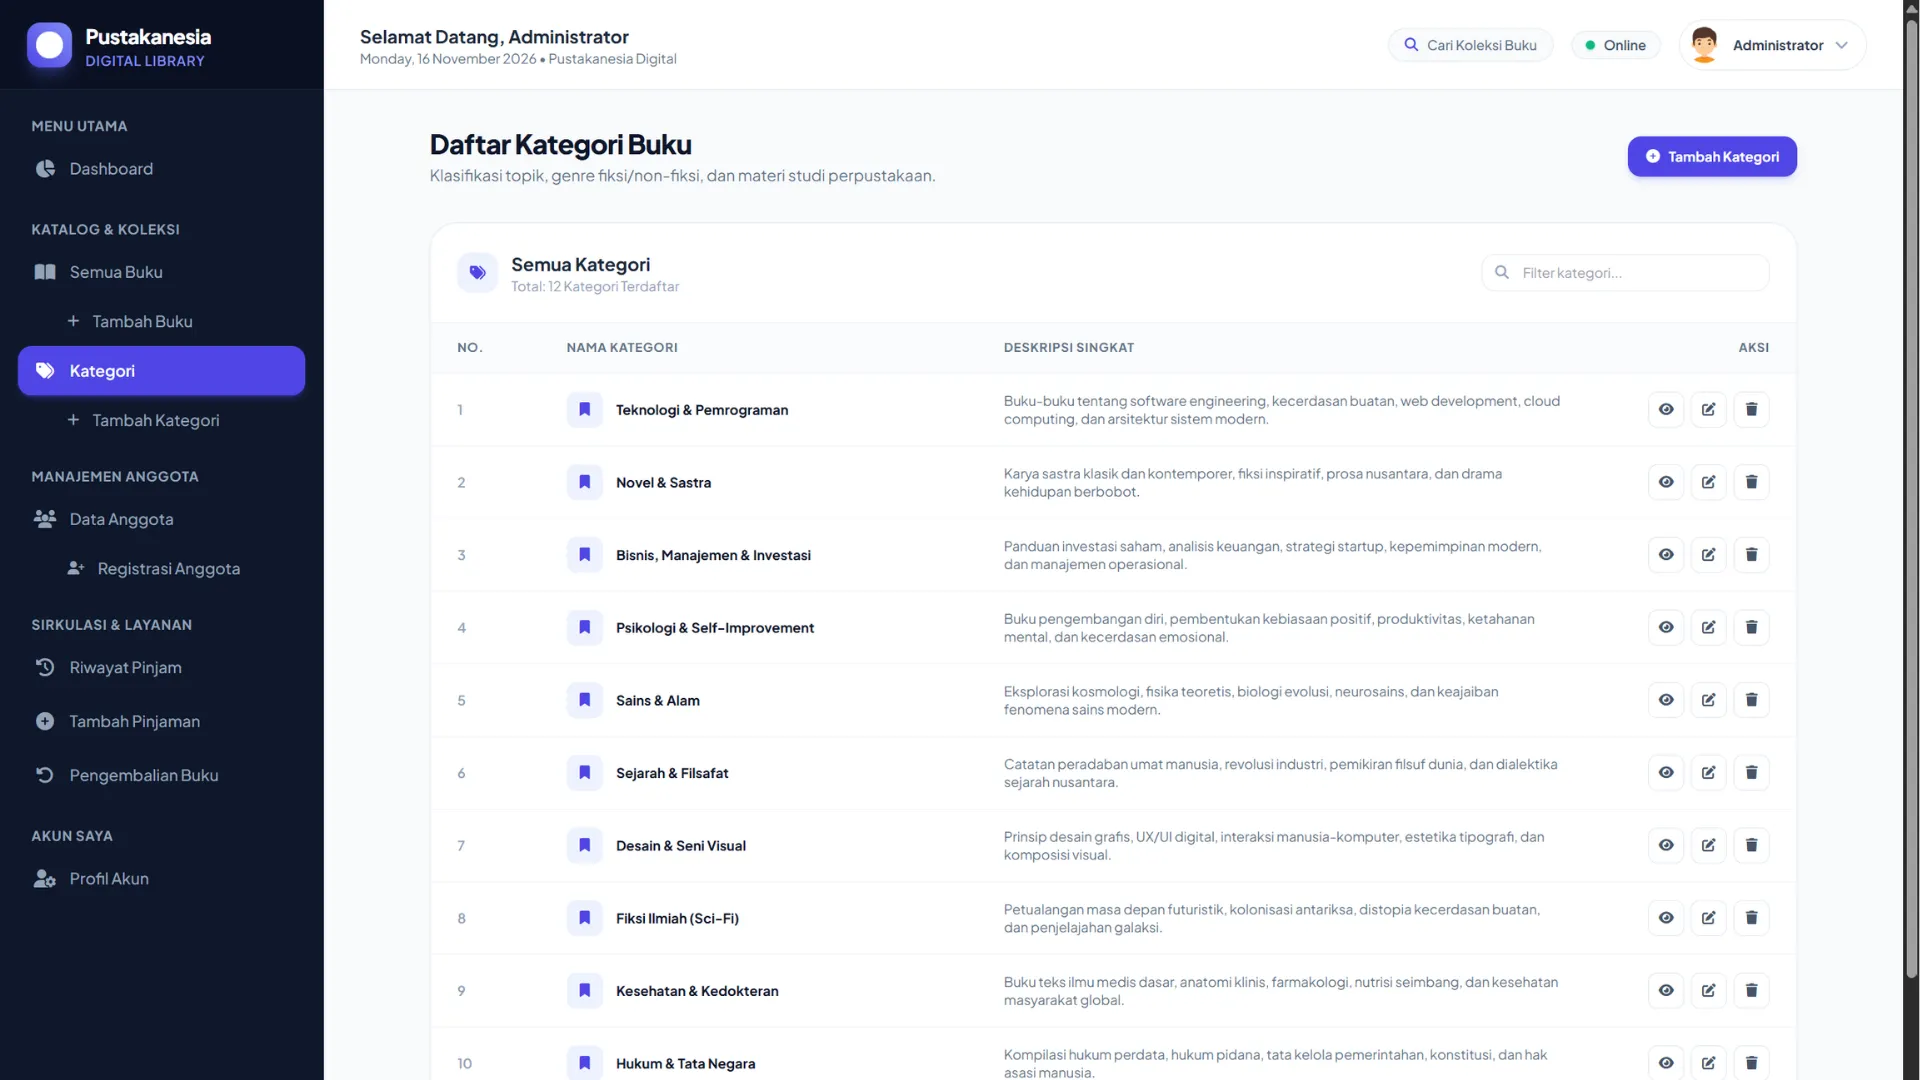 Pustakanesia
DIGITAL LIBRARY
MENU UTAMA
Dashboard
KATALOG & KOLEKSI
Semua Buku
Tambah Buku
Kategori
Tambah Kategori
MANAJEMEN ANGGOTA
Data Anggota
Registrasi Anggota
SIRKULASI & LAYANAN
Riwayat Pinjam
Tambah Pinjaman
Pengembalian Buku
AKUN SAYA
Profil Akun
Selamat Datang, Administrator
Monday, 16 November 2026 • Pustakanesia Digital
Cari Koleksi Buku
Online
Administrator
Daftar Kategori Buku
Klasifikasi topik, genre fiksi/non-fiksi, dan materi studi perpustakaan.
Tambah Kategori
Semua Kategori
Total: 12 Kategori Terdaftar
Filter kategori...
NO. NAMA KATEGORI DESKRIPSI SINGKAT AKSI
1 Teknologi & Pemrograman
Buku-buku tentang software engineering, kecerdasan buatan, web development, cloud
computing, dan arsitektur sistem modern.
2 Novel & Sastra
Karya sastra klasik dan kontemporer, fiksi inspiratif, prosa nusantara, dan drama
kehidupan berbobot.
3 Bisnis, Manajemen & Investasi
Panduan investasi saham, analisis keuangan, strategi startup, kepemimpinan modern,
dan manajemen operasional.
4 Psikologi & Self-Improvement
Buku pengembangan diri, pembentukan kebiasaan positif, produktivitas, ketahanan
mental, dan kecerdasan emosional.
5 Sains & Alam
Eksplorasi kosmologi, fisika teoretis, biologi evolusi, neurosains, dan keajaiban
fenomena sains modern.
6 Sejarah & Filsafat
Catatan peradaban umat manusia, revolusi industri, pemikiran filsuf dunia, dan dialektika
sejarah nusantara.
7 Desain & Seni Visual
Prinsip desain grafis, UX/UI digital, interaksi manusia-komputer, estetika tipografi, dan
komposisi visual.
8 Fiksi Ilmiah (Sci-Fi)
Petualangan masa depan futuristik, kolonisasi antariksa, distopia kecerdasan buatan,
dan penjelajahan galaksi.
9 Kesehatan & Kedokteran
Buku teks ilmu medis dasar, anatomi klinis, farmakologi, nutrisi seimbang, dan kesehatan
masyarakat global.
10 Hukum & Tata Negara
Kompilasi hukum perdata, hukum pidana, tata kelola pemerintahan, konstitusi, dan hak
asasi manusia.